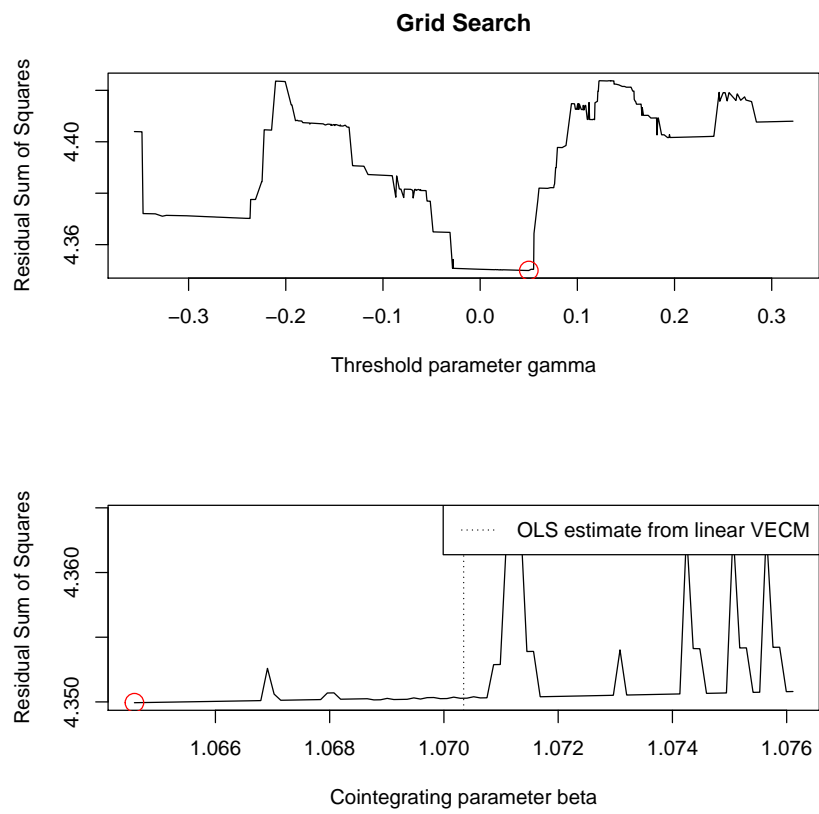 Grid Search
Residual Sum of Squares
4.40
4.36
−0.3 −0.2 −0.1 0.0 0.1 0.2 0.3
Threshold parameter gamma
Residual Sum of Squares
4.360
4.350
OLS estimate from linear VECM
1.066 1.068 1.070 1.072 1.074 1.076
Cointegrating parameter beta